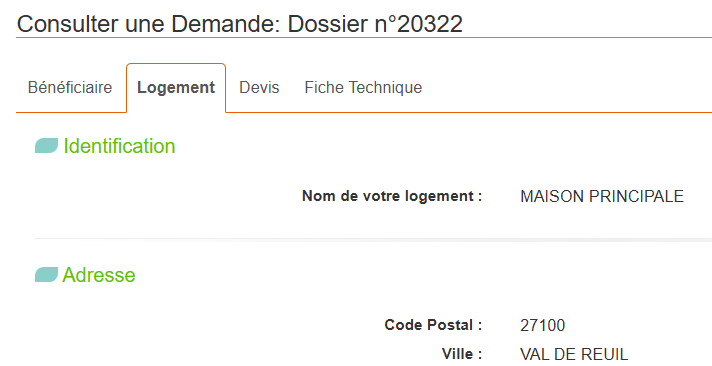 Consulter une Demande: Dossier n°20322
Bénéficiaire Logement Devis Fiche Technique
Identification
Nom de votre logement : MAISON PRINCIPALE
Adresse
Code Postal : 27100
Ville : VAL DE REUIL